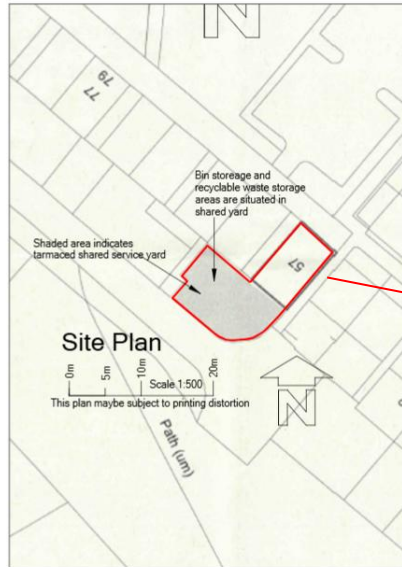 N
79
77
Bin storeage and
recyclable waste storage
areas are situated in
shared yard
Shaded area indicates
tarmaced shared service yard
57
Site Plan
0m
5m
10m
20m
Scale 1:500
This plan maybe subject to printing distortion
N
Path (um)